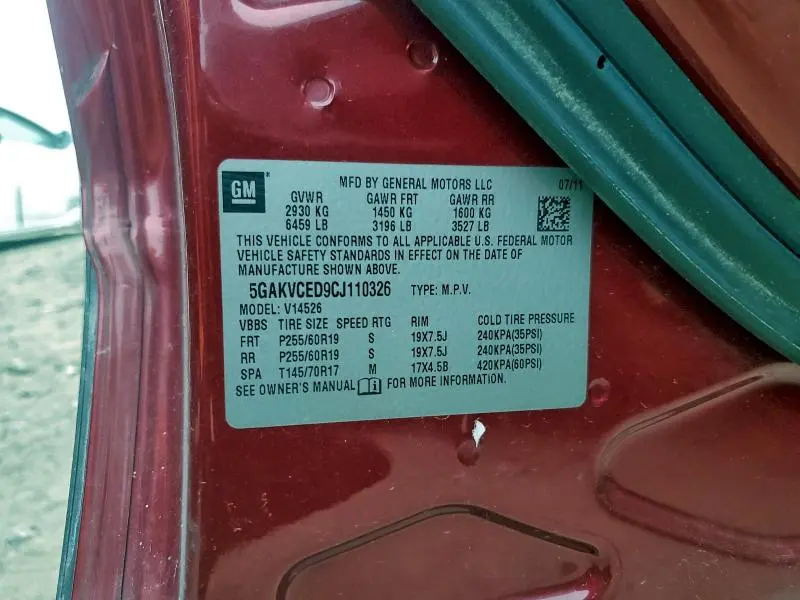 GM
MFD BY GENERAL MOTORS LLC 07/11
GVWR GAWR FRT GAWR RR
2930 KG 1450 KG 1600 KG
6459 LB 3196 LB 3527 LB
THIS VEHICLE CONFORMS TO ALL APPLICABLE U.S. FEDERAL MOTOR
VEHICLE SAFETY STANDARDS IN EFFECT ON THE DATE OF
MANUFACTURE SHOWN ABOVE.
5GAKVCED9CJ110326 TYPE: M.P.V.
MODEL: V14526
VBBS TIRE SIZE SPEED RTG RIM COLD TIRE PRESSURE
FRT P255/60R19 S 19X7.5J 240KPA(35PSI)
RR P255/60R19 S 19X7.5J 240KPA(35PSI)
SPA T145/70R17 M 17X4.5B 420KPA(60PSI)
SEE OWNER'S MANUAL FOR MORE INFORMATION.